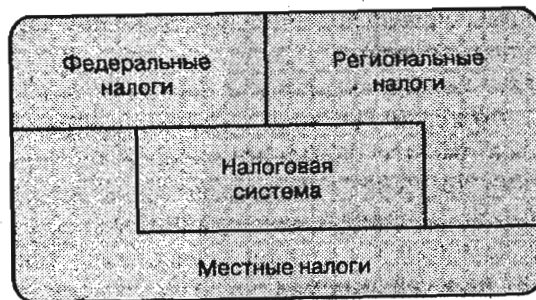 Федеральные
налоги
Региональные
налоги
Налоговая
система
Местные налоги